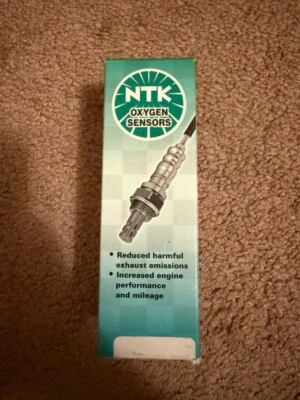 NTK
OXYGEN
SENSORS
• Reduced harmful
exhaust emissions
• Increased engine
performance
and mileage